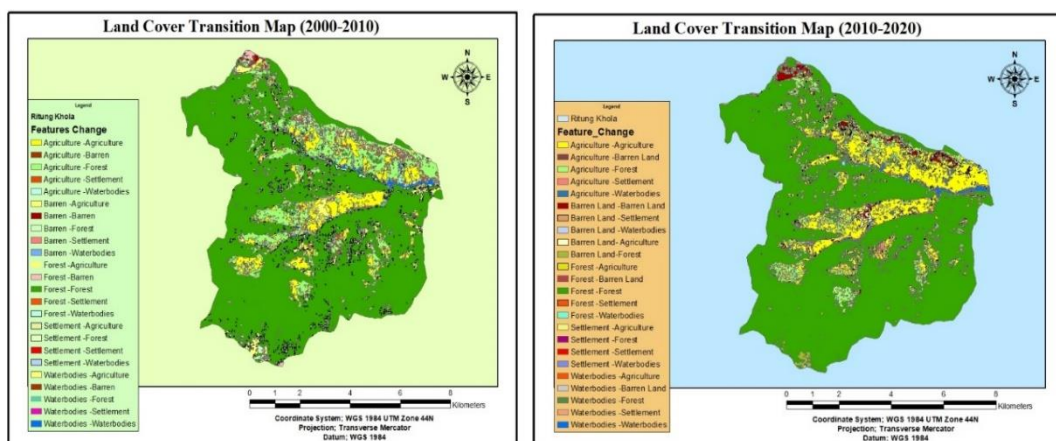 Land Cover Transition Map (2000-2010)
N
W
E
S
Legend
Ritung Khola
Features Change
Agriculture -Agriculture
Agriculture -Barren
Agriculture -Forest
Agriculture -Settlement
Agriculture -Waterbodies
Barren -Agriculture
Barren -Barren
Barren -Forest
Barren -Settlement
Barren -Waterbodies
Forest -Agriculture
Forest -Barren
Forest -Forest
Forest -Settlement
Forest -Waterbodies
Settlement -Agriculture
Settlement -Forest
Settlement -Settlement
Settlement -Waterbodies
Waterbodies -Agriculture
Waterbodies -Barren
Waterbodies -Forest
Waterbodies -Settlement
Waterbodies -Waterbodies
0 2 4 6 8
Kilometers
Coordinate System; WGS 1984 UTM Zone 44N
Projection; Transverse Mercator
Datum; WGS 1984
Land Cover Transition Map (2010-2020)
N
W
E
S
Legend
Ritung Khola
Feature_Change
Agriculture -Agriculture
Agriculture -Barren Land
Agriculture -Forest
Agriculture -Settlement
Agriculture -Waterbodies
Barren Land -Barren Land
Barren Land -Settlement
Barren Land -Waterbodies
Barren Land -Agriculture
Barren Land-Forest
Forest -Agriculture
Forest -Barren Land
Forest -Forest
Forest -Settlement
Forest -Waterbodies
Settlement -Agriculture
Settlement -Forest
Settlement -Settlement
Settlement -Waterbodies
Waterbodies -Agriculture
Waterbodies -Barren Land
Waterbodies -Forest
Waterbodies -Settlement
Waterbodies -Waterbodies
0 2 4 6 8
Kilometers
Coordinate System; WGS 1984 UTM Zone 44N
Projection; Transverse Mercator
Datum; WGS 1984